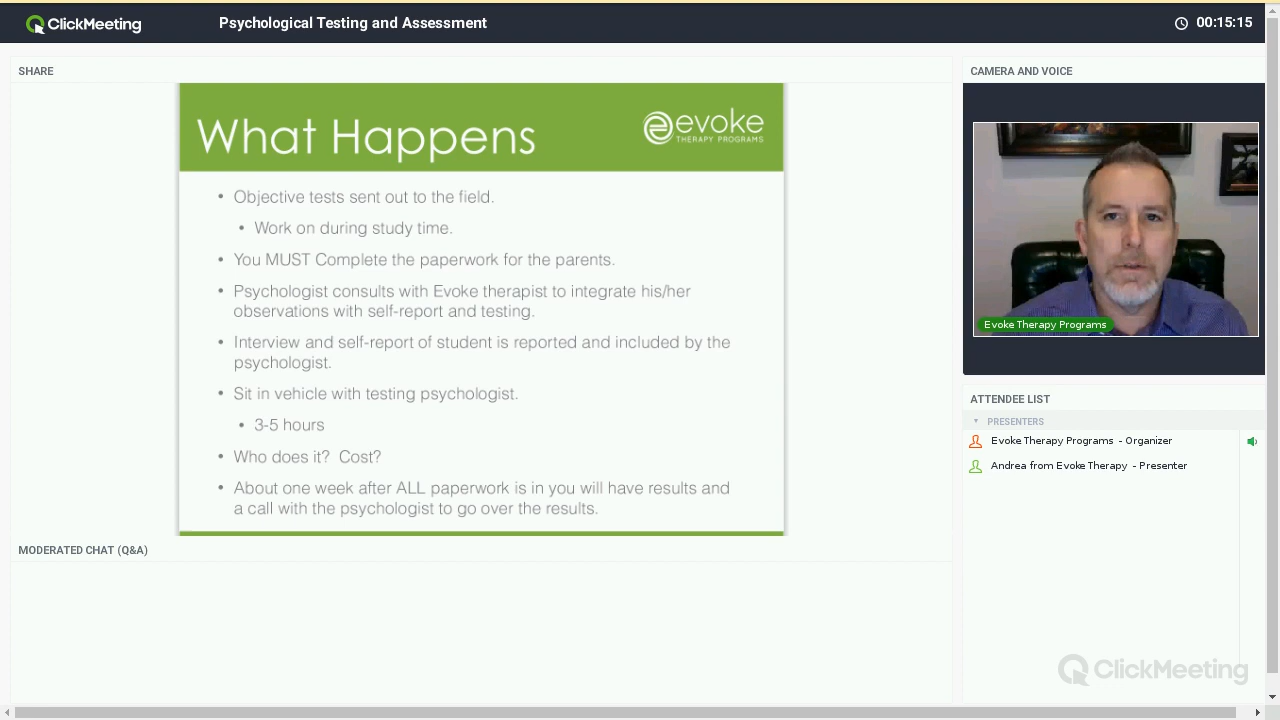 ClickMeeting
Psychological Testing and Assessment
00:15:15
SHARE
What Happens
evoke
THERAPY PROGRAMS
• Objective tests sent out to the field.
• Work on during study time.
• You MUST Complete the paperwork for the parents.
• Psychologist consults with Evoke therapist to integrate his/her
observations with self-report and testing.
• Interview and self-report of student is reported and included by the
psychologist.
• Sit in vehicle with testing psychologist.
• 3-5 hours
• Who does it?  Cost?
• About one week after ALL paperwork is in you will have results and
a call with the psychologist to go over the results.
MODERATED CHAT (Q&A)
CAMERA AND VOICE
Evoke Therapy Programs
ATTENDEE LIST
PRESENTERS
Evoke Therapy Programs - Organizer
Andrea from Evoke Therapy - Presenter
ClickMeeting